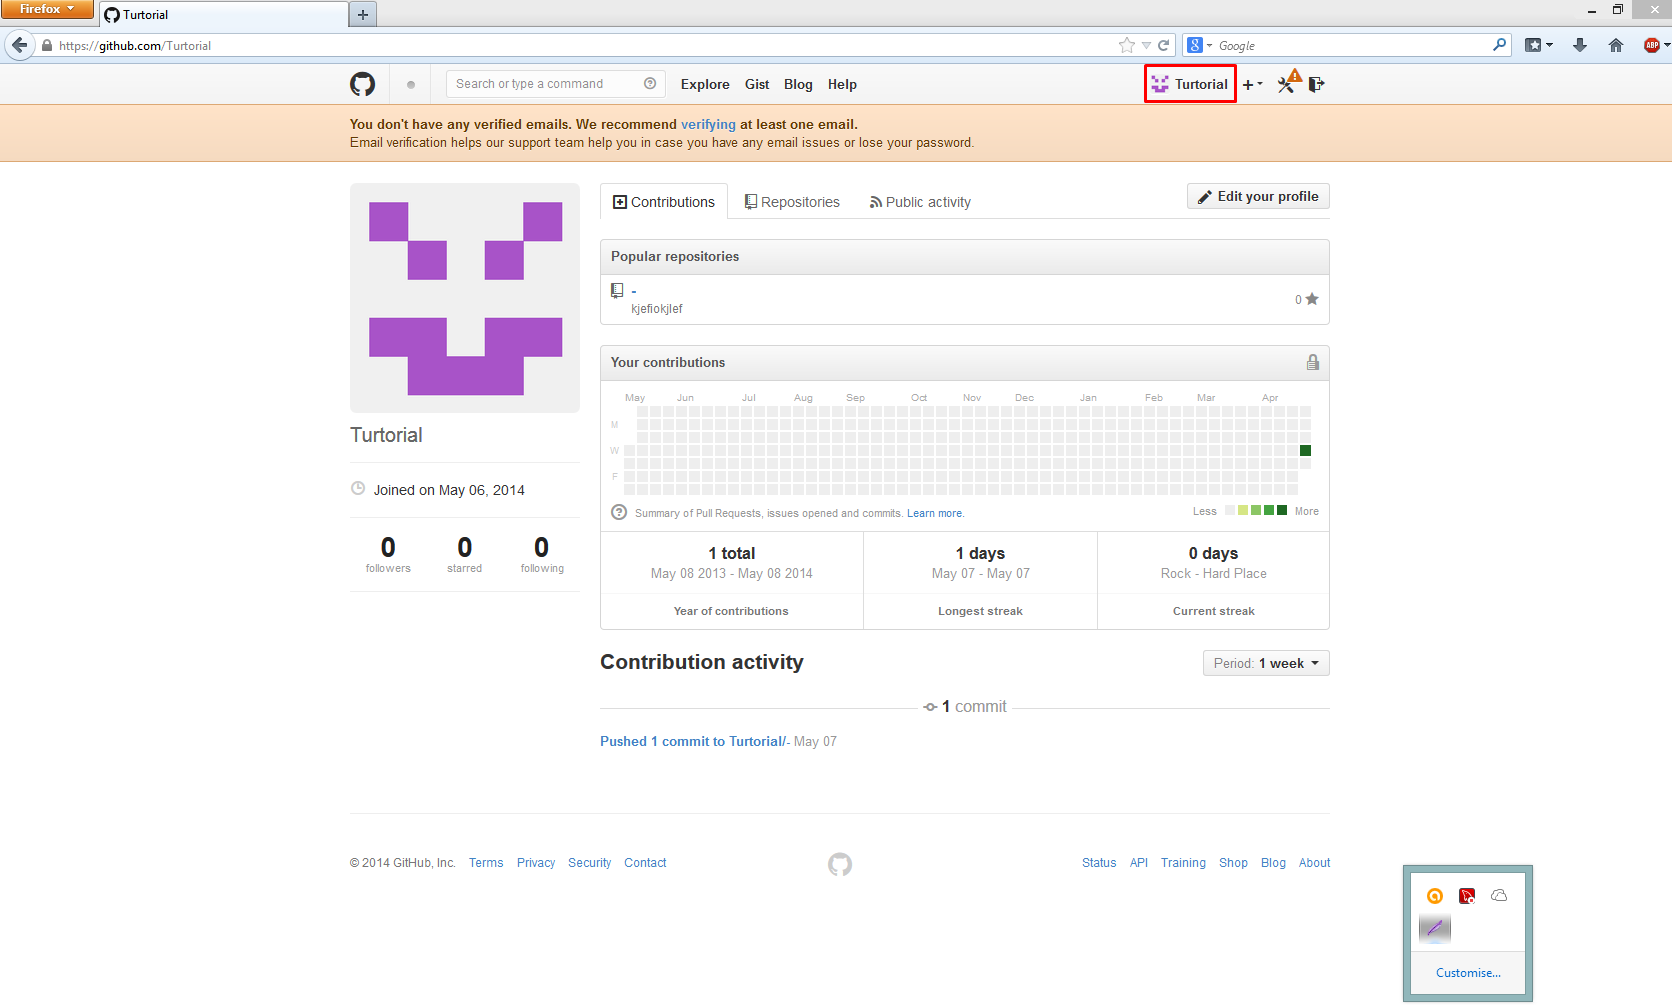 Firefox
Turtorial
https://github.com/Turtorial
Google
ABP
Search or type a command
Explore Gist Blog Help
Turtorial
You don't have any verified emails. We recommend verifying at least one email.
Email verification helps our support team help you in case you have any email issues or lose your password.
Contributions Repositories Public activity
Edit your profile
Popular repositories
-
kjefiokjlef
0
Your contributions
May Jun Jul Aug Sep Oct Nov Dec Jan Feb Mar Apr
M
W
F
Summary of Pull Requests, issues opened and commits. Learn more.
Less More
Turtorial
Joined on May 06, 2014
0 0 0
followers starred following
1 total 1 days 0 days
May 08 2013 - May 08 2014 May 07 - May 07 Rock - Hard Place
Year of contributions Longest streak Current streak
Contribution activity
Period: 1 week
1 commit
Pushed 1 commit to Turtorial/- May 07
© 2014 GitHub, Inc. Terms Privacy Security Contact
Status API Training Shop Blog About
Customise...